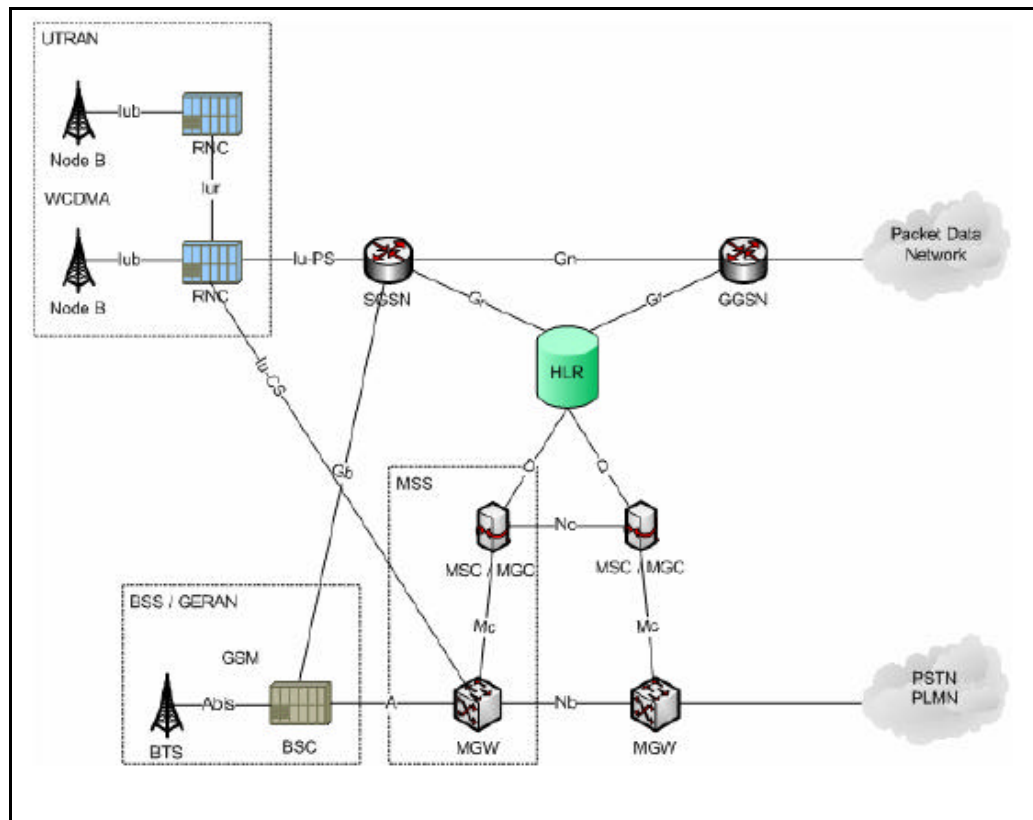 UTRAN
Iub
Node B
RNC
Iur
WCDMA
Iub
Node B
RNC
Iu-PS
SGSN
Gn
GGSN
Packet Data
Network
Gr
HLR
Iu-CS
Gb
MSS
D
D
MSC / MGC
Nc
MSC / MGC
Mc
Mc
BSS / GERAN
GSM
Abis
BTS
BSC
A
MGW
Nb
MGW
PSTN
PLMN